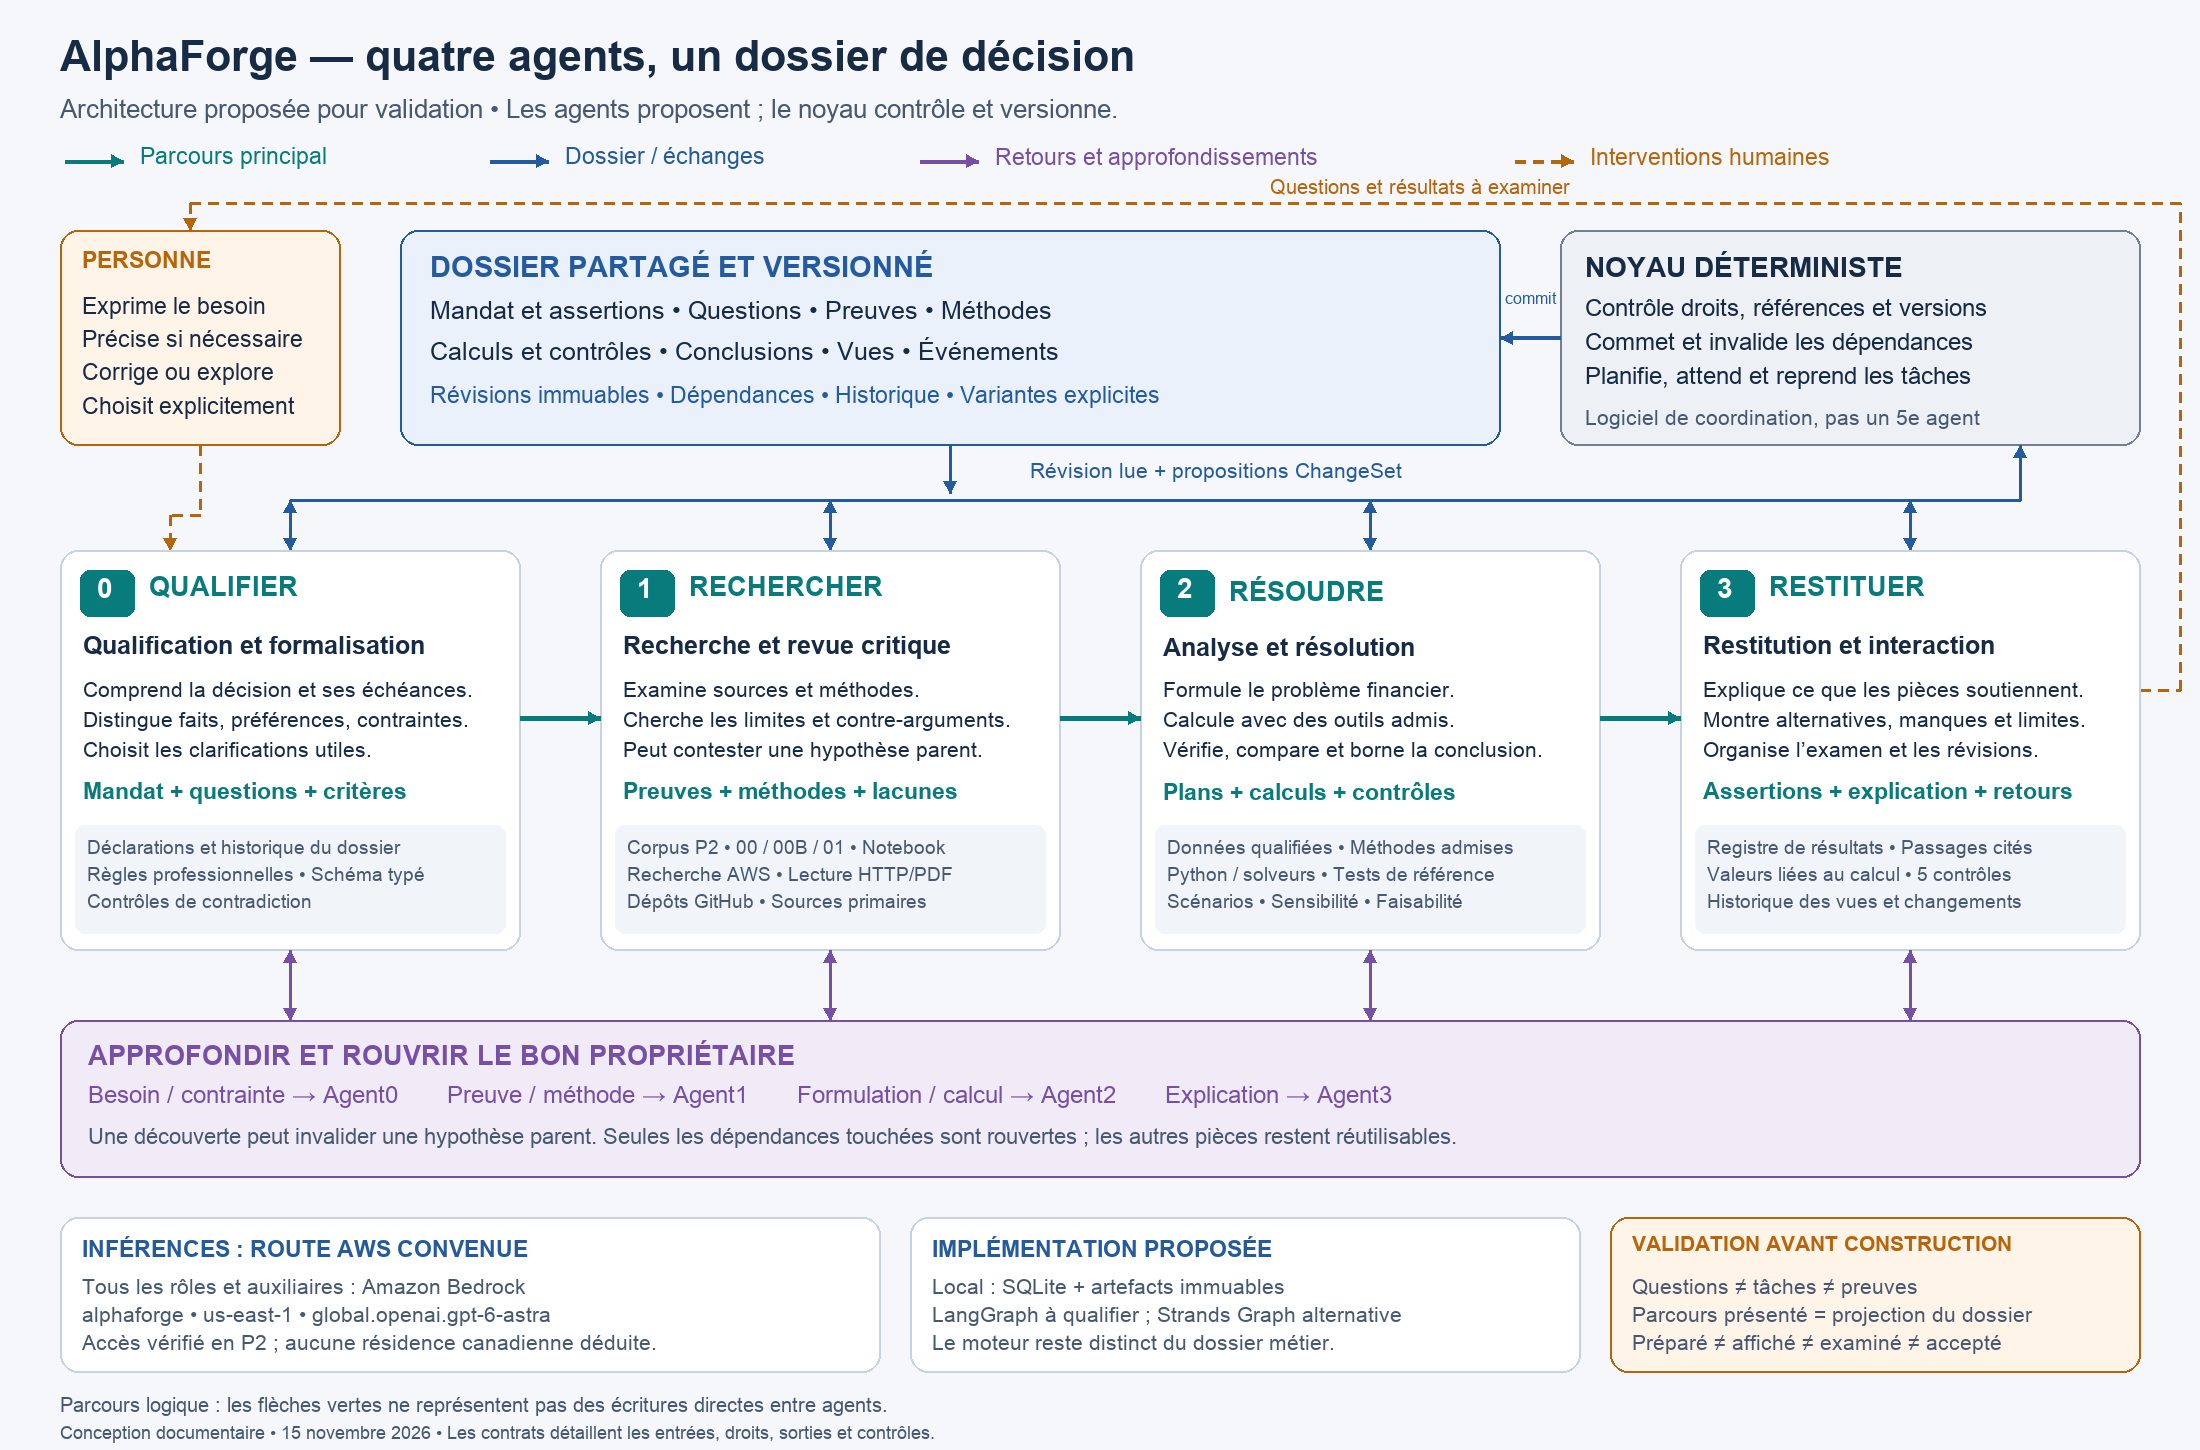 AlphaForge — quatre agents, un dossier de décision
Architecture proposée pour validation • Les agents proposent ; le noyau contrôle et versionne.
Parcours principal
Dossier / échanges
Retours et approfondissements
Interventions humaines
Questions et résultats à examiner
PERSONNE
Exprime le besoin
Précise si nécessaire
Corrige ou explore
Choisit explicitement
DOSSIER PARTAGÉ ET VERSIONNÉ
Mandat et assertions • Questions • Preuves • Méthodes
Calculs et contrôles • Conclusions • Vues • Événements
Révisions immuables • Dépendances • Historique • Variantes explicites
commit
NOYAU DÉTERMINISTE
Contrôle droits, références et versions
Commet et invalide les dépendances
Planifie, attend et reprend les tâches
Logiciel de coordination, pas un 5e agent
Révision lue + propositions ChangeSet
0 QUALIFIER
Qualification et formalisation
Comprend la décision et ses échéances.
Distingue faits, préférences, contraintes.
Choisit les clarifications utiles.
Mandat + questions + critères
Déclarations et historique du dossier
Règles professionnelles • Schéma typé
Contrôles de contradiction
1 RECHERCHER
Recherche et revue critique
Examine sources et méthodes.
Cherche les limites et contre-arguments.
Peut contester une hypothèse parent.
Preuves + méthodes + lacunes
Corpus P2 • 00 / 00B / 01 • Notebook
Recherche AWS • Lecture HTTP/PDF
Dépôts GitHub • Sources primaires
2 RÉSOUDRE
Analyse et résolution
Formule le problème financier.
Calcule avec des outils admis.
Vérifie, compare et borne la conclusion.
Plans + calculs + contrôles
Données qualifiées • Méthodes admises
Python / solveurs • Tests de référence
Scénarios • Sensibilité • Faisabilité
3 RESTITUER
Restitution et interaction
Explique ce que les pièces soutiennent.
Montre alternatives, manques et limites.
Organise l’examen et les révisions.
Assertions + explication + retours
Registre de résultats • Passages cités
Valeurs liées au calcul • 5 contrôles
Historique des vues et changements
APPROFONDIR ET ROUVRIR LE BON PROPRIÉTAIRE
Besoin / contrainte → Agent0 Preuve / méthode → Agent1 Formulation / calcul → Agent2 Explication → Agent3
Une découverte peut invalider une hypothèse parent. Seules les dépendances touchées sont rouvertes ; les autres pièces restent réutilisables.
INFÉRENCES : ROUTE AWS CONVENUE
Tous les rôles et auxiliaires : Amazon Bedrock
alphaforge • us-east-1 • global.openai.gpt-6-astra
Accès vérifié en P2 ; aucune résidence canadienne déduite.
IMPLÉMENTATION PROPOSÉE
Local : SQLite + artefacts immuables
LangGraph à qualifier ; Strands Graph alternative
Le moteur reste distinct du dossier métier.
VALIDATION AVANT CONSTRUCTION
Questions ≠ tâches ≠ preuves
Parcours présenté = projection du dossier
Préparé ≠ affiché ≠ examiné ≠ accepté
Parcours logique : les flèches vertes ne représentent pas des écritures directes entre agents.
Conception documentaire • 15 novembre 2026 • Les contrats détaillent les entrées, droits, sorties et contrôles.